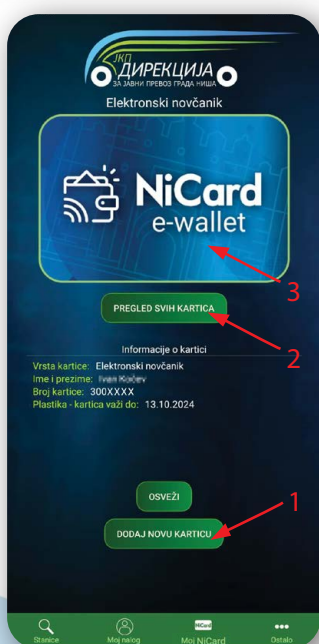 ЈКП
ДИРЕКЦИЈА
ЗА ЈАВНИ ПРЕВОЗ ГРАДА НИША
Elektronski novčanik
NiCard
e-wallet
3
PREGLED SVIH KARTICA
2
Informacije o kartici
Vrsta kartice: Elektronski novčanik
Ime i prezime:
Broj kartice: 300XXXX
Plastika - kartica važi do: 13.10.2024
OSVEŽI
1
DODAJ NOVU KARTICU
NiCard
Stanice Moj nalog Moj NiCard Ostalo